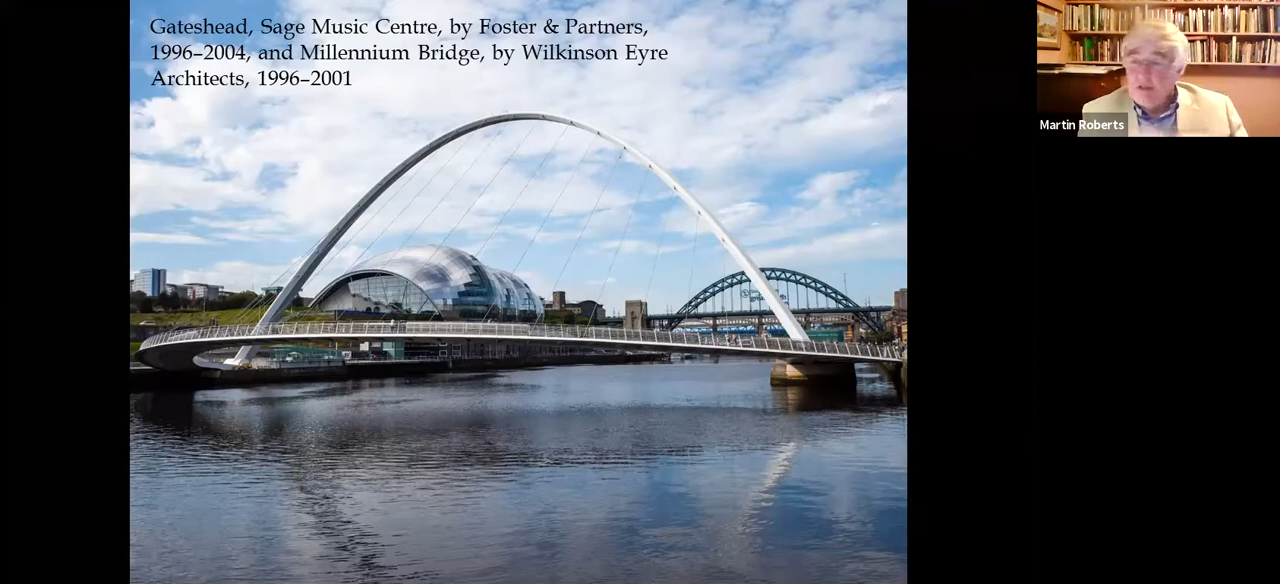 Gateshead, Sage Music Centre, by Foster & Partners,
1996–2004, and Millennium Bridge, by Wilkinson Eyre
Architects, 1996–2001
Martin Roberts